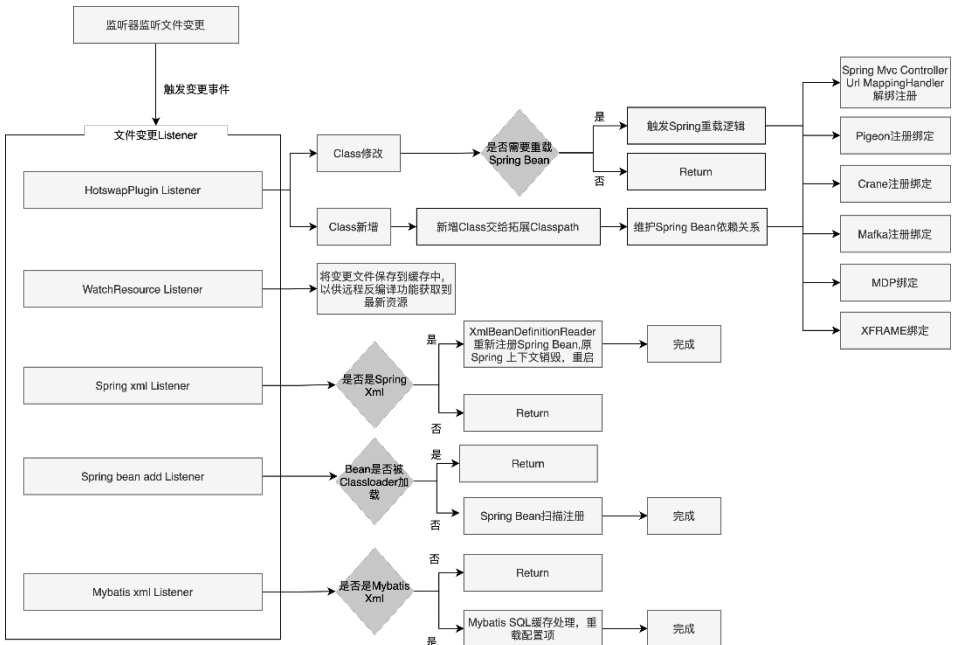 监听器监听文件变更
触发变更事件
文件变更Listener
HotswapPlugin Listener
Class修改
是否需要重载
Spring Bean
是
触发Spring重载逻辑
否
Return
Class新增
新增Class交给拓展Classpath
维护Spring Bean依赖关系
Spring Mvc Controller
Url MappingHandler
解绑注册
Pigeon注册绑定
Crane注册绑定
Mafka注册绑定
MDP绑定
XFRAME绑定
WatchResource Listener
将变更文件保存到缓存中,
以供远程反编译功能获取到
最新资源
Spring xml Listener
是否是Spring
Xml
是
XmlBeanDefinitionReader
重新注册Spring Bean,原
Spring 上下文销毁，重启
完成
否
Return
Spring bean add Listener
Bean是否被
Classloader加
载
是
Return
否
Spring Bean扫描注册
完成
Mybatis xml Listener
是否是Mybatis
Xml
否
Return
是
Mybatis SQL缓存处理，重
载配置项
完成